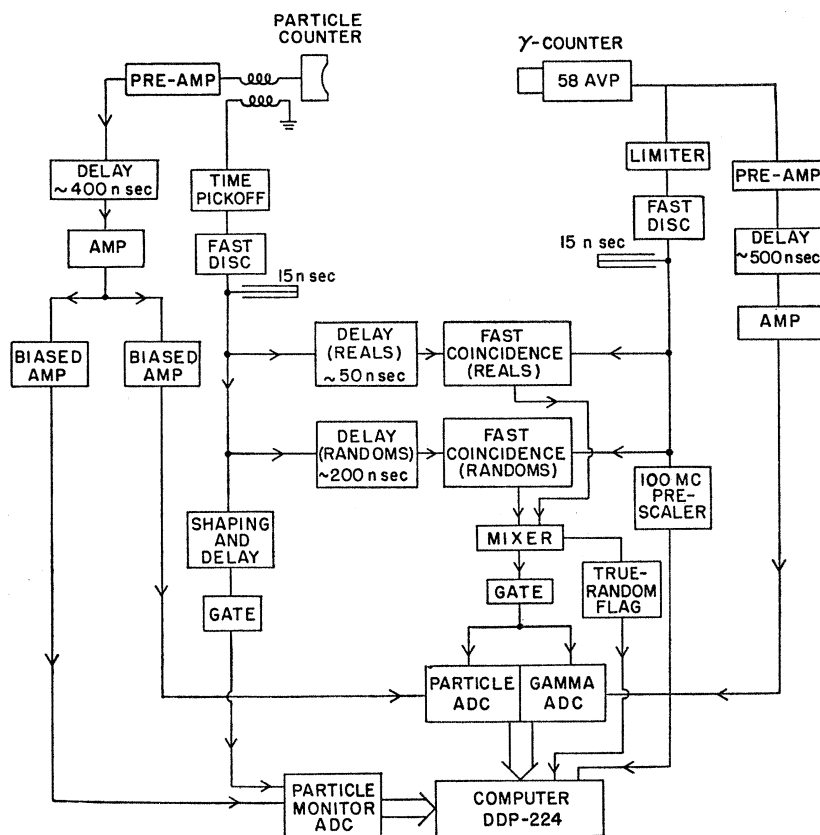 PARTICLE
COUNTER
γ-COUNTER
PRE-AMP
58 AVP
LIMITER
DELAY
~400 n sec
TIME
PICKOFF
PRE-AMP
FAST
DISC
AMP
FAST
DISC
15 n sec
DELAY
~500 n sec
15 n sec
AMP
BIASED
AMP
BIASED
AMP
DELAY
(REALS)
~50 n sec
FAST
COINCIDENCE
(REALS)
DELAY
(RANDOMS)
~200 n sec
FAST
COINCIDENCE
(RANDOMS)
100 MC
PRE-
SCALER
SHAPING
AND
DELAY
MIXER
GATE
TRUE-
RANDOM
FLAG
GATE
PARTICLE
ADC
GAMMA
ADC
PARTICLE
MONITOR
ADC
COMPUTER
DDP-224